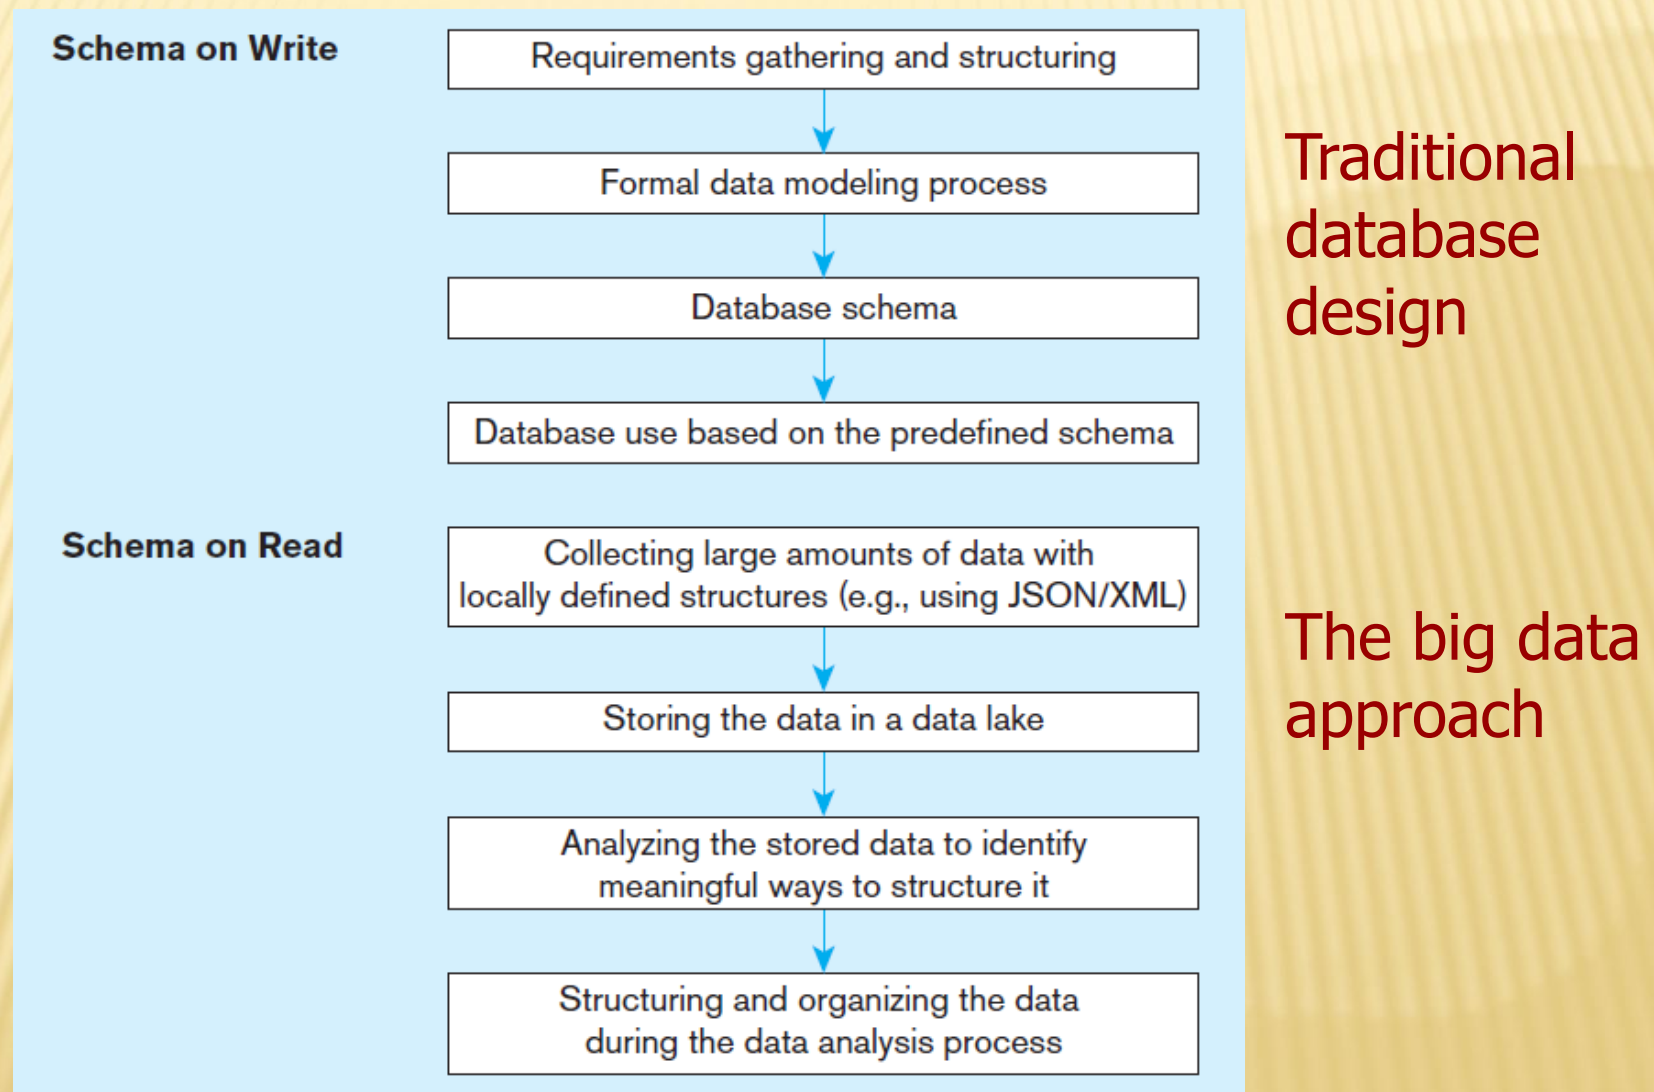 Schema on Write
Requirements gathering and structuring
Formal data modeling process
Database schema
Database use based on the predefined schema
Traditional
database
design
Schema on Read
Collecting large amounts of data with
locally defined structures (e.g., using JSON/XML)
Storing the data in a data lake
Analyzing the stored data to identify
meaningful ways to structure it
Structuring and organizing the data
during the data analysis process
The big data
approach